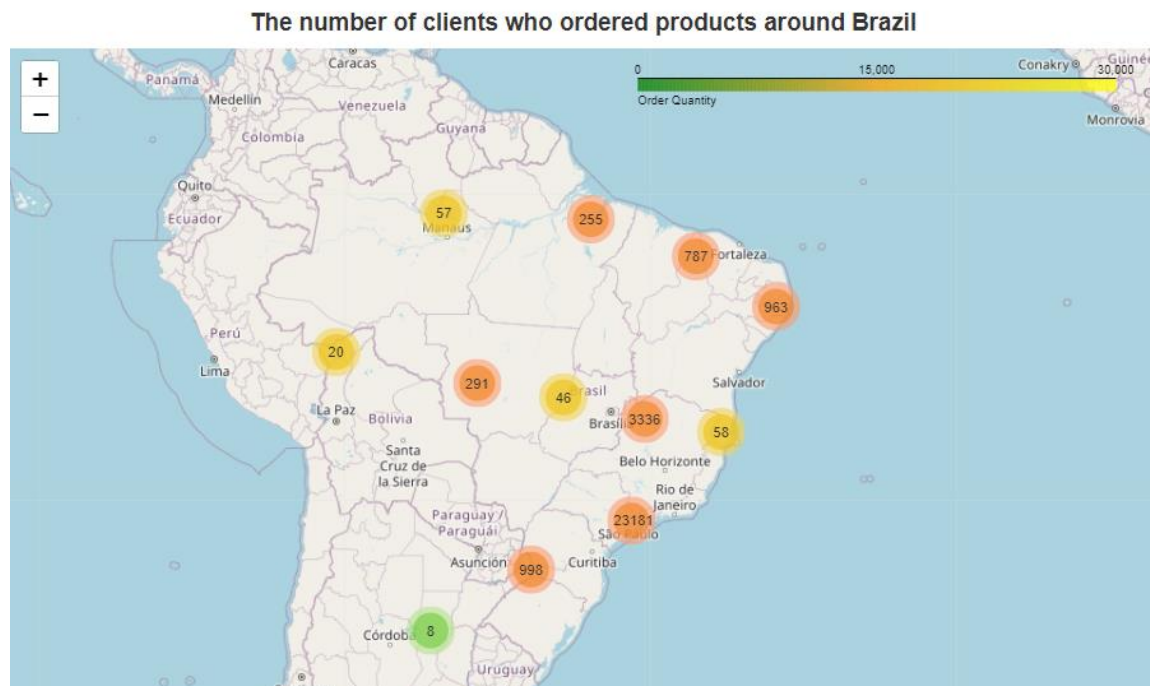 The number of clients who ordered products around Brazil
+
−
Panamá
Caracas
Medellín
Venezuela
Guyana
Colombia
0 15,000 30,000
Order Quantity
Conakry
Guiné
Monrovia
Quito
Ecuador
57
Manaus
255
787
Fortaleza
963
Perú
Lima
20
291
46
Brasil
Salvador
La Paz
Bolivia
Brasíli
3336
58
Santa
Cruz de
la Sierra
Belo Horizonte
Rio de
Janeiro
Paraguay /
Paraguái
23181
São Paulo
Asunción
998
Curitiba
Córdoba
8
Uruguay